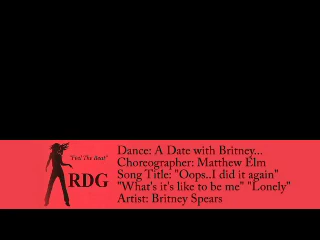 "Feel The Beat"
RDG
Dance: A Date with Britney...
Choreographer: Matthew Elm
Song Title: "Oops..I did it again"
"What's it's like to be me" "Lonely"
Artist: Britney Spears